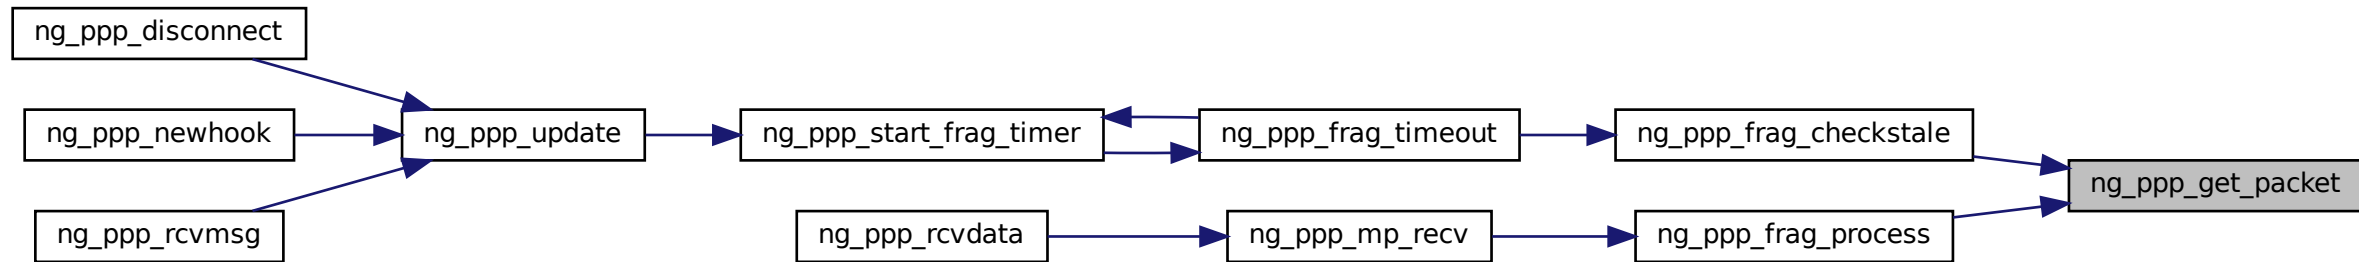 ng_ppp_disconnect
ng_ppp_newhook
ng_ppp_update
ng_ppp_start_frag_timer
ng_ppp_frag_timeout
ng_ppp_frag_checkstale
ng_ppp_get_packet
ng_ppp_rcvmsg
ng_ppp_rcvdata
ng_ppp_mp_recv
ng_ppp_frag_process